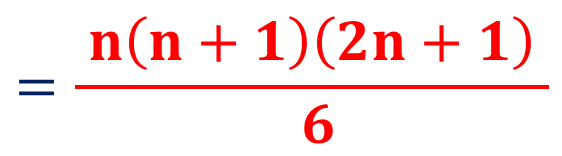 = n(n + 1)(2n + 1)
6